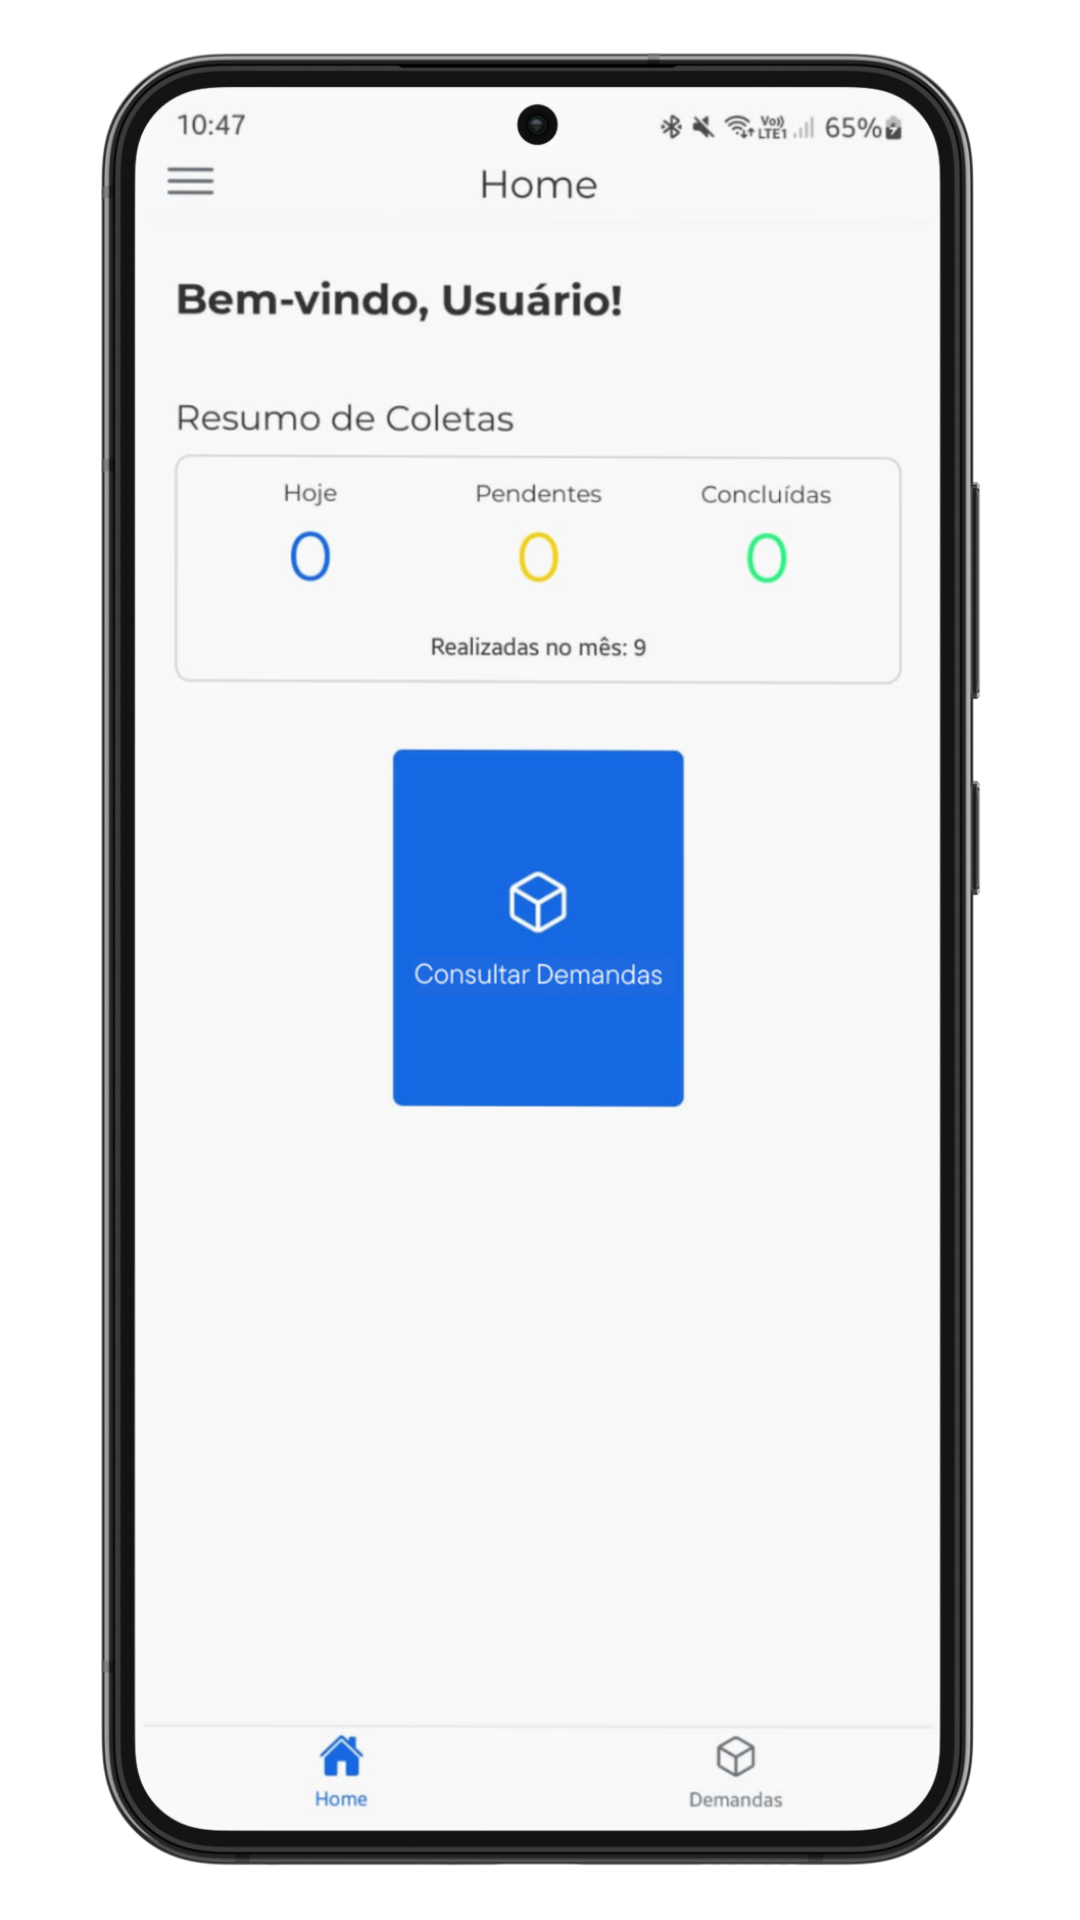 10:47
Vo)) LTE1 65%
Home
Bem-vindo, Usuário!
Resumo de Coletas
Hoje Pendentes Concluídas
0 0 0
Realizadas no mês: 9
Consultar Demandas
Home Demandas